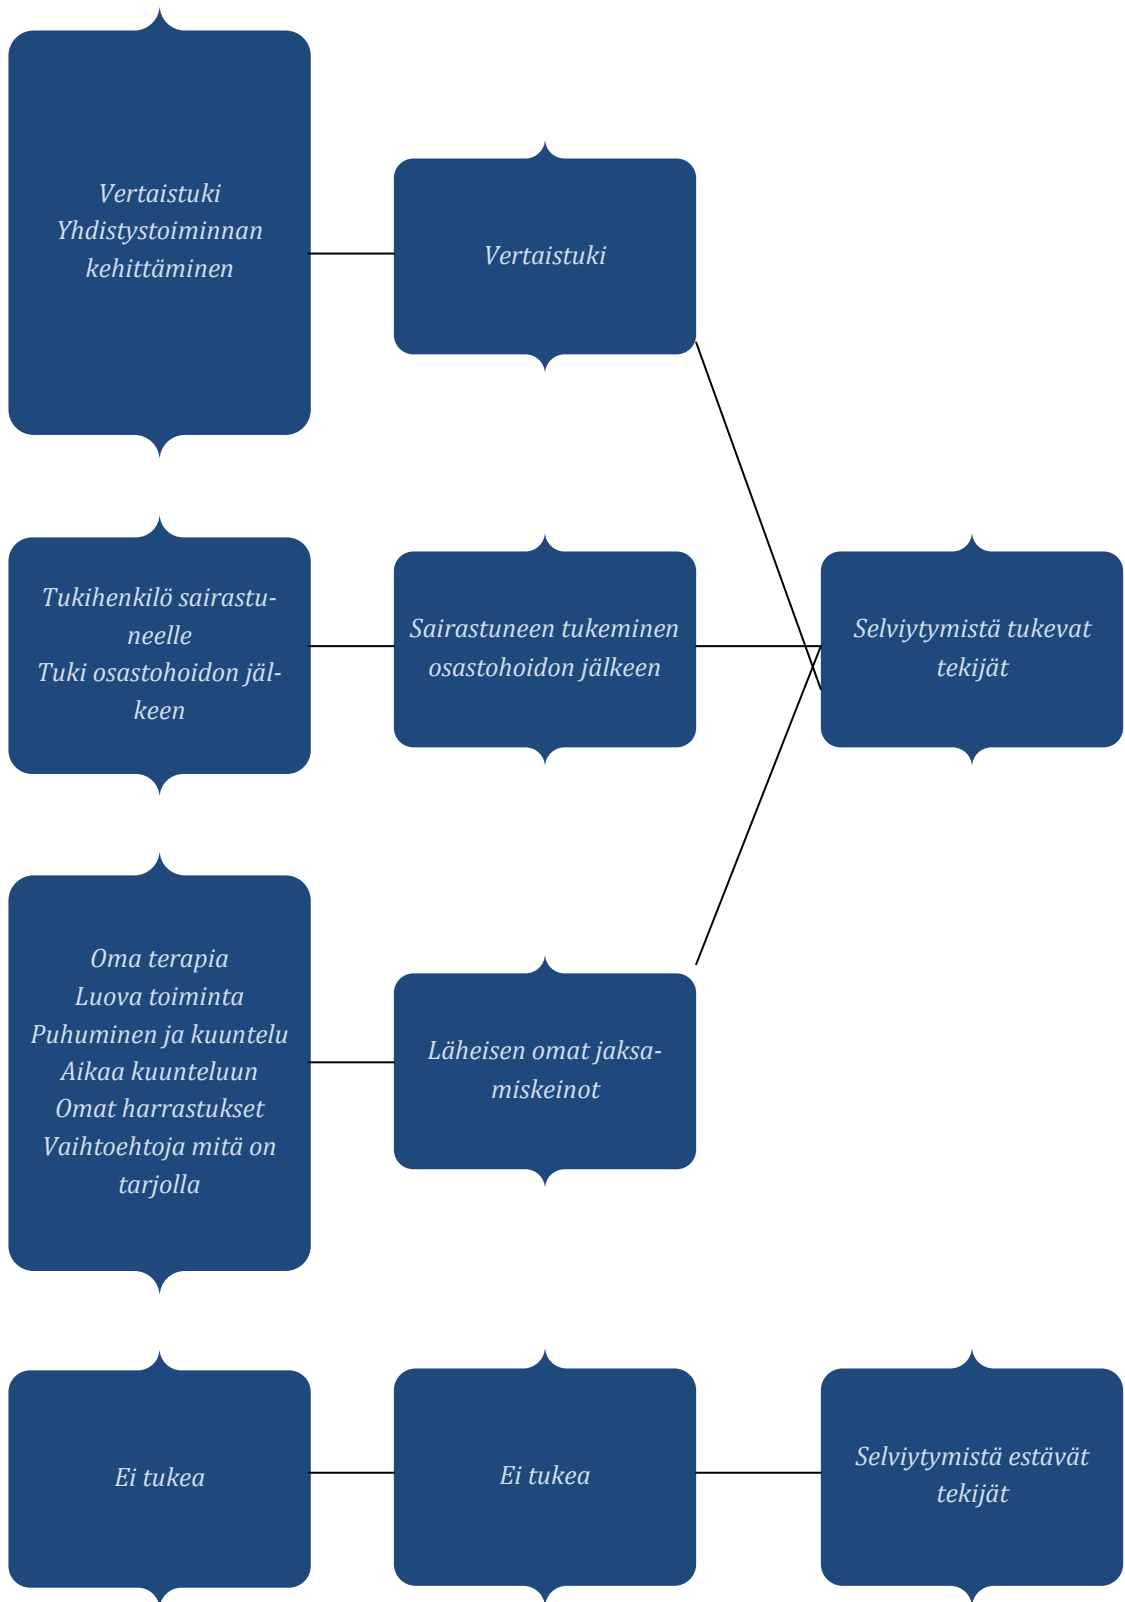 Vertaistuki
Yhdistystoiminnan
kehittäminen
Vertaistuki
Tukihenkilö sairastu-
neelle
Tuki osastohoidon jäl-
keen
Sairastuneen tukeminen
osastohoidon jälkeen
Selviytymistä tukevat
tekijät
Oma terapia
Luova toiminta
Puhuminen ja kuuntelu
Aikaa kuunteluun
Omat harrastukset
Vaihtoehtoja mitä on
tarjolla
Läheisen omat jaksa-
miskeinot
Ei tukea
Ei tukea
Selviytymistä estävät
tekijät